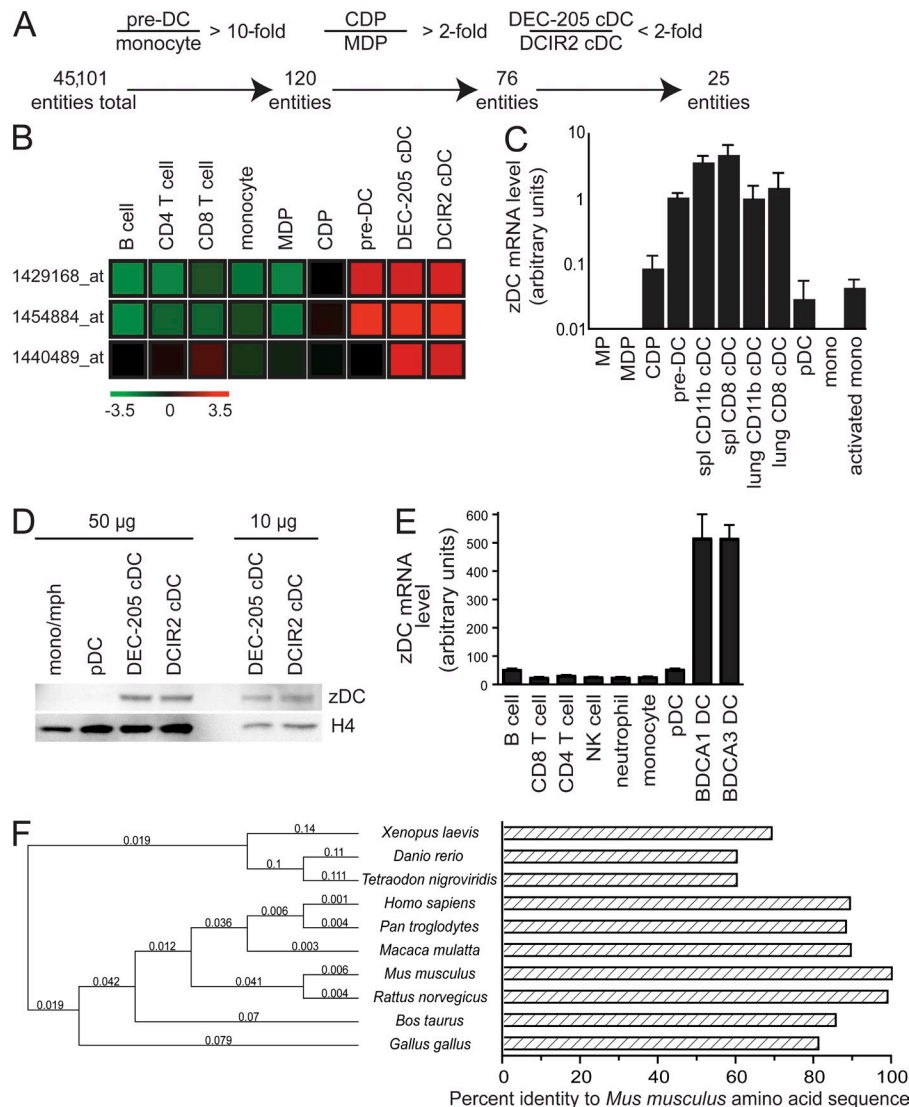 A
pre-DC
monocyte
> 10-fold
CDP
MDP
> 2-fold
DEC-205 cDC
DCIR2 cDC
< 2-fold
45,101
entities total
120
entities
76
entities
25
entities
B
B cell
CD4 T cell
CD8 T cell
monocyte
MDP
CDP
pre-DC
DEC-205 cDC
DCIR2 cDC
1429168_at
1454884_at
1440489_at
-3.5
0
3.5
C
zDC mRNA level
(arbitrary units)
10
1
0.1
0.01
MP
MDP
CDP
pre-DC
spl CD11b cDC
spl CD8 cDC
lung CD11b cDC
lung CD8 cDC
pDC
mono
activated mono
D
50 µg
10 µg
mono/mph
pDC
DEC-205 cDC
DCIR2 cDC
DEC-205 cDC
DCIR2 cDC
zDC
H4
E
zDC mRNA
level
(arbitrary units)
600
500
400
300
200
100
0
B cell
CD8 T cell
CD4 T cell
NK cell
neutrophil
monocyte
pDC
BDCA1 DC
BDCA3 DC
F
0.019
0.14
0.1
0.11
0.111
0.019
0.042
0.012
0.036
0.006
0.001
0.004
0.003
0.041
0.006
0.004
0.07
0.079
Xenopus laevis
Danio rerio
Tetraodon nigroviridis
Homo sapiens
Pan troglodytes
Macaca mulatta
Mus musculus
Rattus norvegicus
Bos taurus
Gallus gallus
0
20
40
60
80
100
Percent identity to Mus musculus amino acid sequence